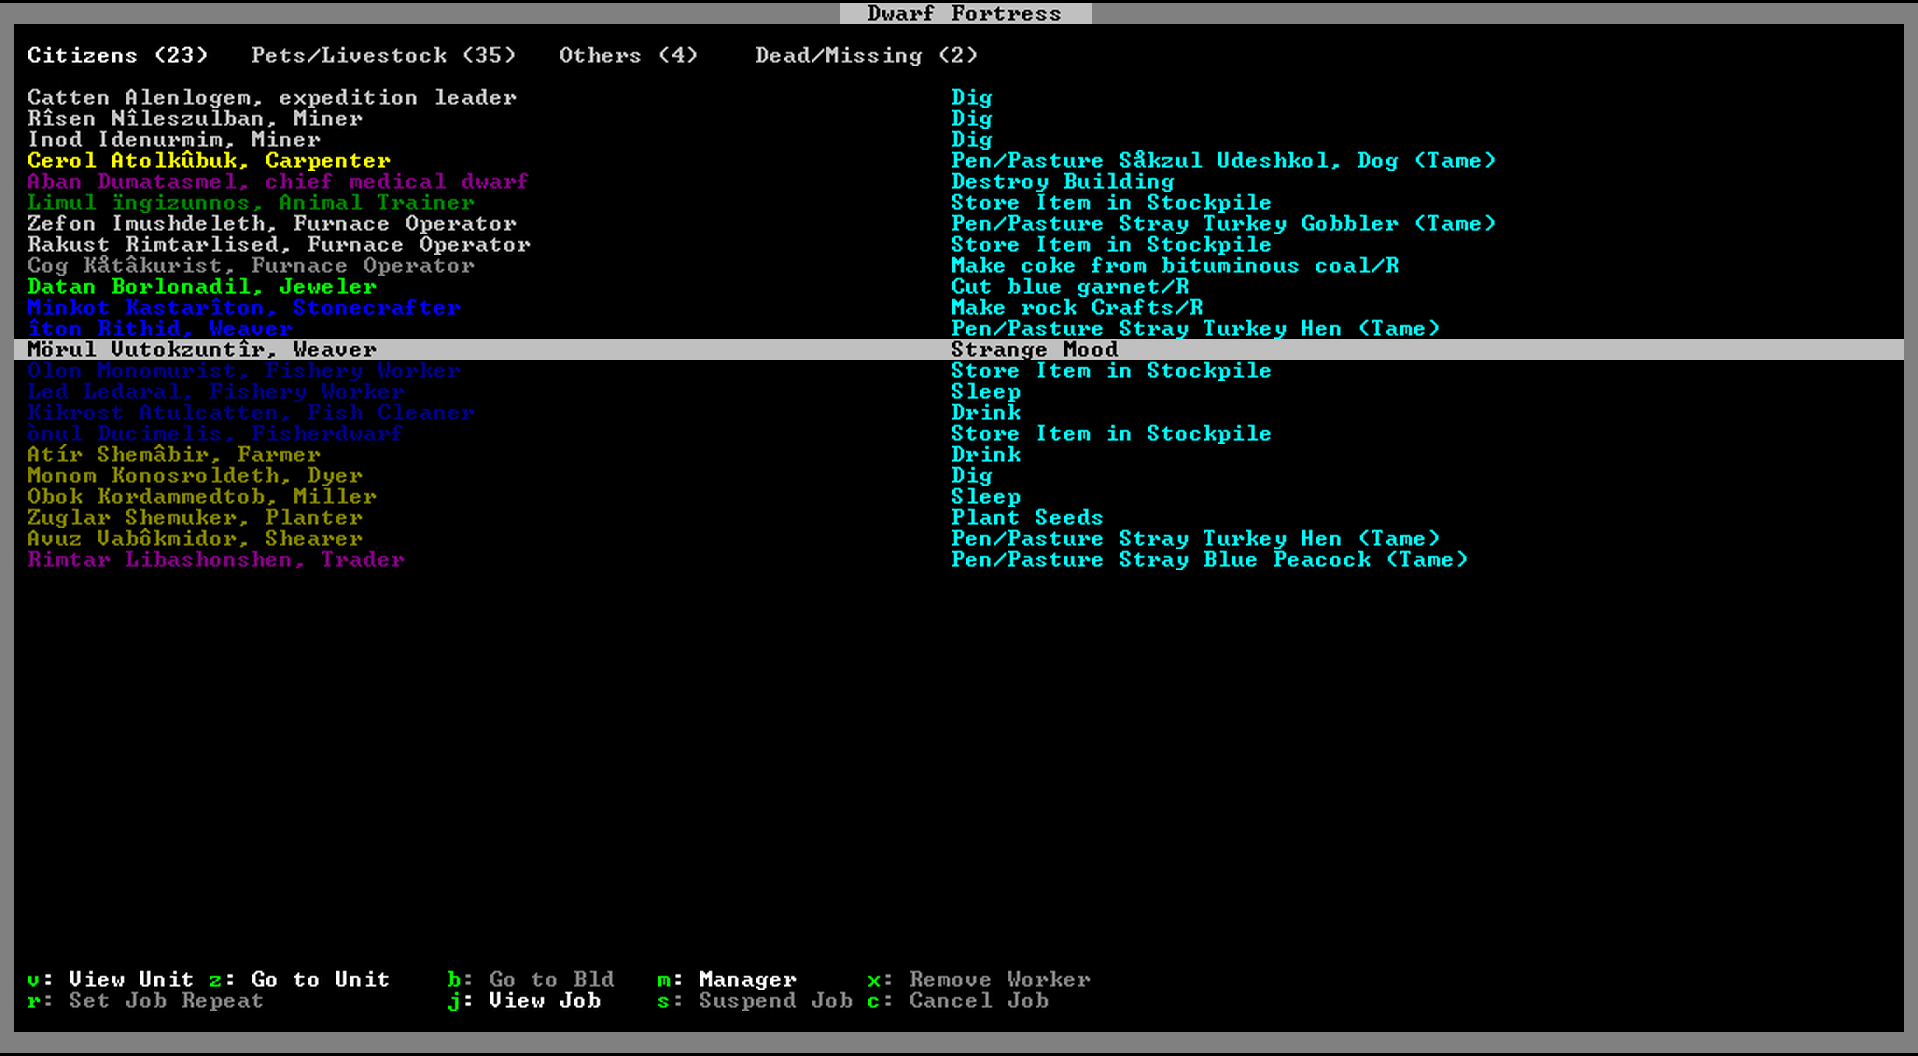 Dwarf Fortress
Citizens (23) Pets/Livestock (35) Others (4) Dead/Missing (2)
Catten Alenlogem, expedition leader Dig
Rîsen Nîleszulban, Miner Dig
Inod Idenurmim, Miner Dig
Cerol Atolkûbuk, Carpenter Pen/Pasture Såkzul Udeshkol, Dog (Tame)
Aban Dumatasmel, chief medical dwarf Destroy Building
Limul ïngizunnos, Animal Trainer Store Item in Stockpile
Zefon Imushdeleth, Furnace Operator Pen/Pasture Stray Turkey Gobbler (Tame)
Rakust Rimtarlised, Furnace Operator Store Item in Stockpile
Cog Kåtâkurist, Furnace Operator Make coke from bituminous coal/R
Datan Borlonadil, Jeweler Cut blue garnet/R
Minkot Kastarîton, Stonecrafter Make rock Crafts/R
îton Rithid, Weaver Pen/Pasture Stray Turkey Hen (Tame)
Mörul Vutokzuntîr, Weaver Strange Mood
Olon Monomurist, Fishery Worker Store Item in Stockpile
Led Ledaral, Fishery Worker Sleep
Kikrost Atulcatten, Fish Cleaner Drink
ònul Ducimelis, Fisherdwarf Store Item in Stockpile
Atír Shemâbir, Farmer Drink
Monom Konosroldeth, Dyer Dig
Obok Kordammedtob, Miller Sleep
Zuglar Shemuker, Planter Plant Seeds
Avuz Vabôkmidor, Shearer Pen/Pasture Stray Turkey Hen (Tame)
Rimtar Libashonshen, Trader Pen/Pasture Stray Blue Peacock (Tame)
v: View Unit z: Go to Unit b: Go to Bld m: Manager x: Remove Worker
r: Set Job Repeat j: View Job s: Suspend Job c: Cancel Job